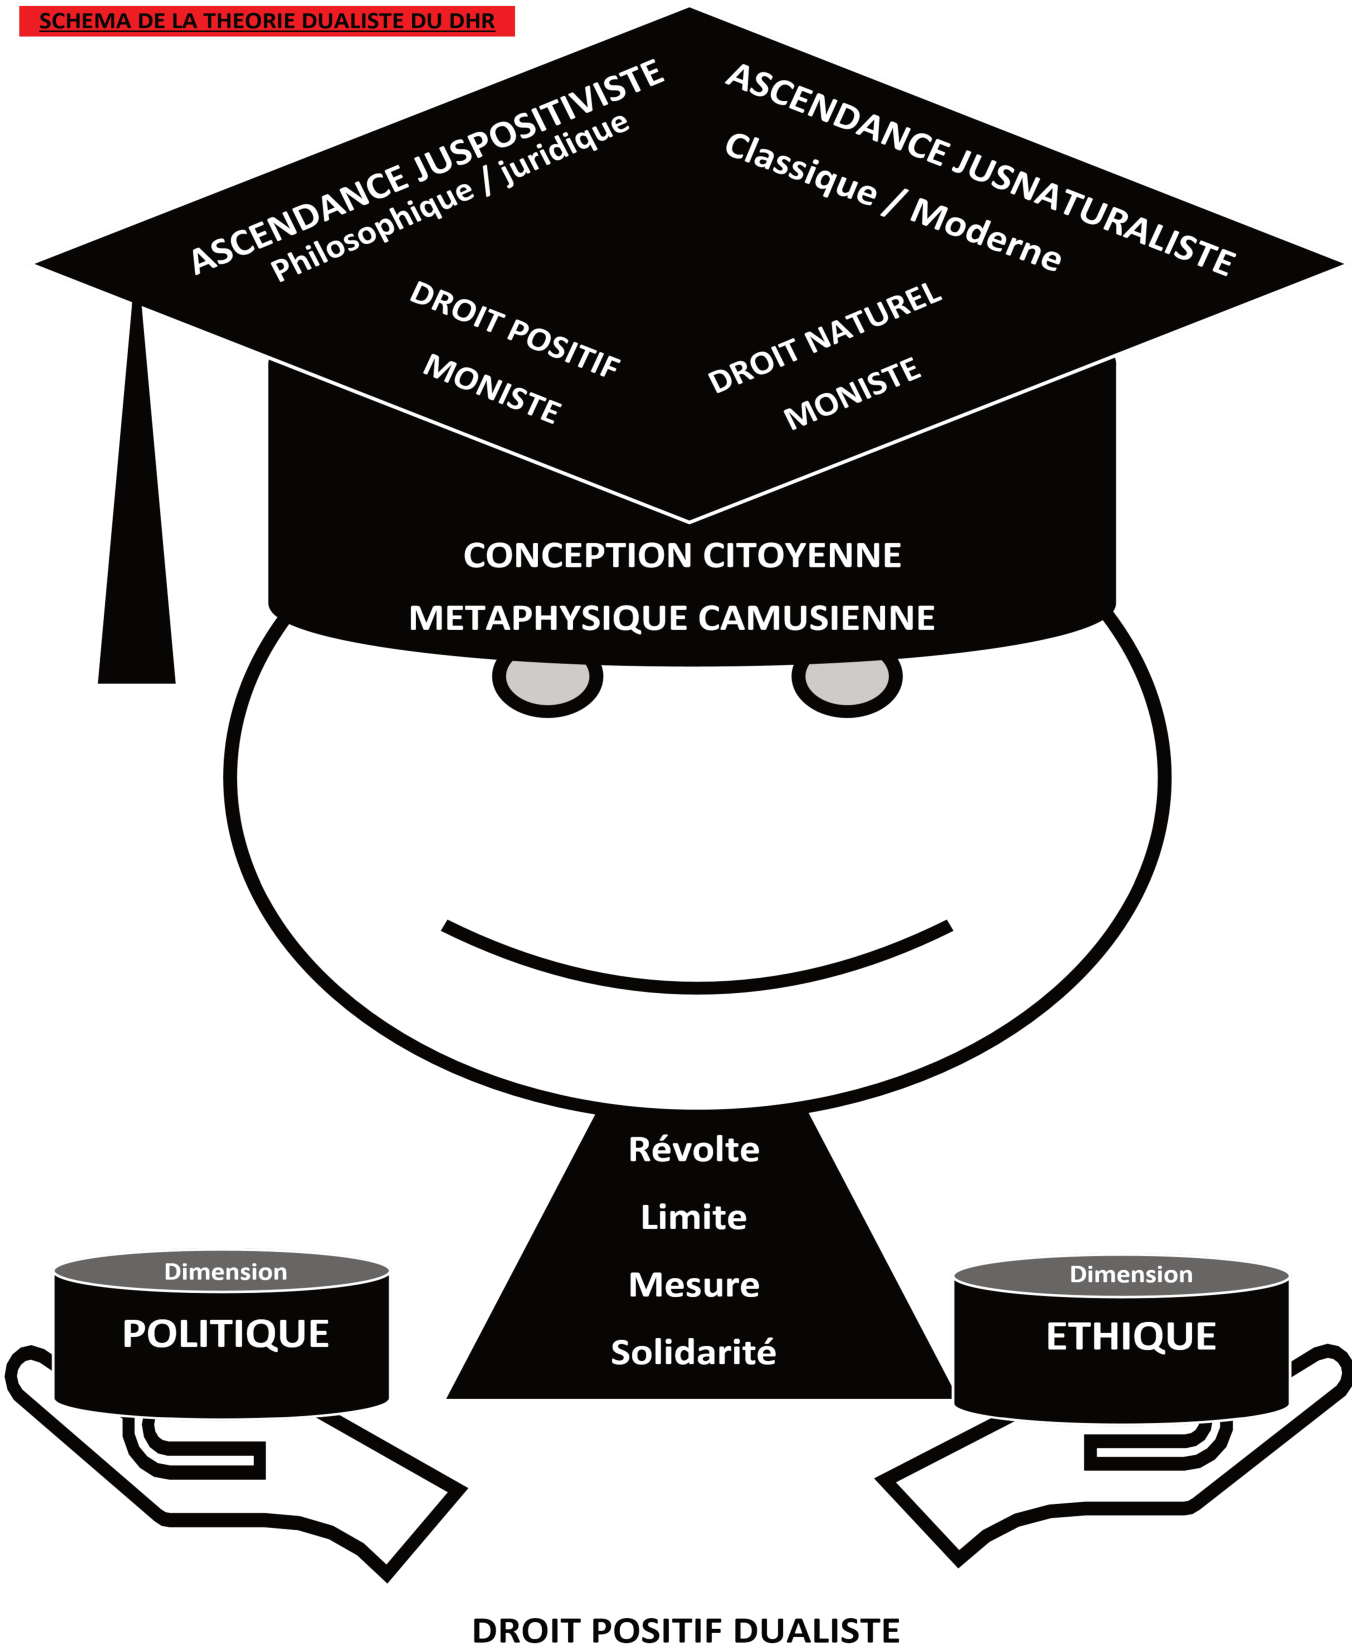 SCHEMA DE LA THEORIE DUALISTE DU DHR
ASCENDANCE JUSPOSITIVISTE
Philosophique / juridique
ASCENDANCE JUSNATURALISTE
Classique / Moderne
DROIT POSITIF
MONISTE
DROIT NATUREL
MONISTE
CONCEPTION CITOYENNE
METAPHYSIQUE CAMUSIENNE
Révolte
Limite
Mesure
Solidarité
Dimension
POLITIQUE
Dimension
ETHIQUE
DROIT POSITIF DUALISTE